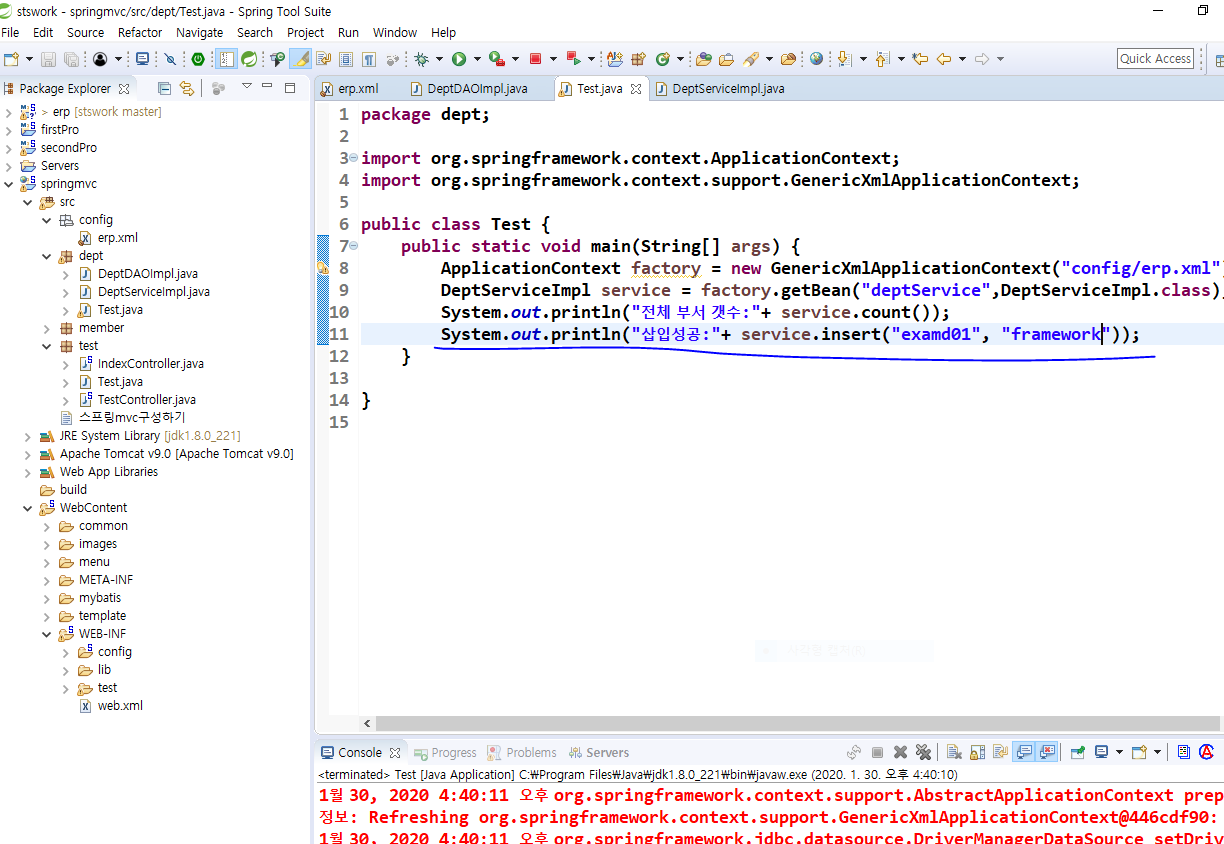 stswork - springmvc/src/dept/Test.java - Spring Tool Suite
File Edit Source Refactor Navigate Search Project Run Window Help
Quick Access
Package Explorer
erp.xml DeptDAOImpl.java Test.java DeptServiceImpl.java
> erp [stswork master]
firstPro
secondPro
Servers
springmvc
src
config
erp.xml
dept
DeptDAOImpl.java
DeptServiceImpl.java
Test.java
member
test
IndexController.java
Test.java
TestController.java
스프링mvc구성하기
JRE System Library [jdk1.8.0_221]
Apache Tomcat v9.0 [Apache Tomcat v9.0]
Web App Libraries
build
WebContent
common
images
menu
META-INF
mybatis
template
WEB-INF
config
lib
test
web.xml
1 package dept;
2
3 import org.springframework.context.ApplicationContext;
4 import org.springframework.context.support.GenericXmlApplicationContext;
5
6 public class Test {
7 public static void main(String[] args) {
8 ApplicationContext factory = new GenericXmlApplicationContext("config/erp.xml")
9 DeptServiceImpl service = factory.getBean("deptService",DeptServiceImpl.class)
10 System.out.println("전체 부서 갯수:"+ service.count());
11 System.out.println("삽입성공:"+ service.insert("examd01", "framework"));
12 }
13
14 }
15
Console Progress Problems Servers
<terminated> Test [Java Application] C:₩Program Files₩Java₩jdk1.8.0_221₩bin₩javaw.exe (2020. 1. 30. 오후 4:40:10)
1월 30, 2020 4:40:11 오후 org.springframework.context.support.AbstractApplicationContext prep
정보: Refreshing org.springframework.context.support.GenericXmlApplicationContext@446cdf90:
1월 30, 2020 4:40:11 오후 org.springframework.jdbc.datasource.DriverManagerDataSource setDriv